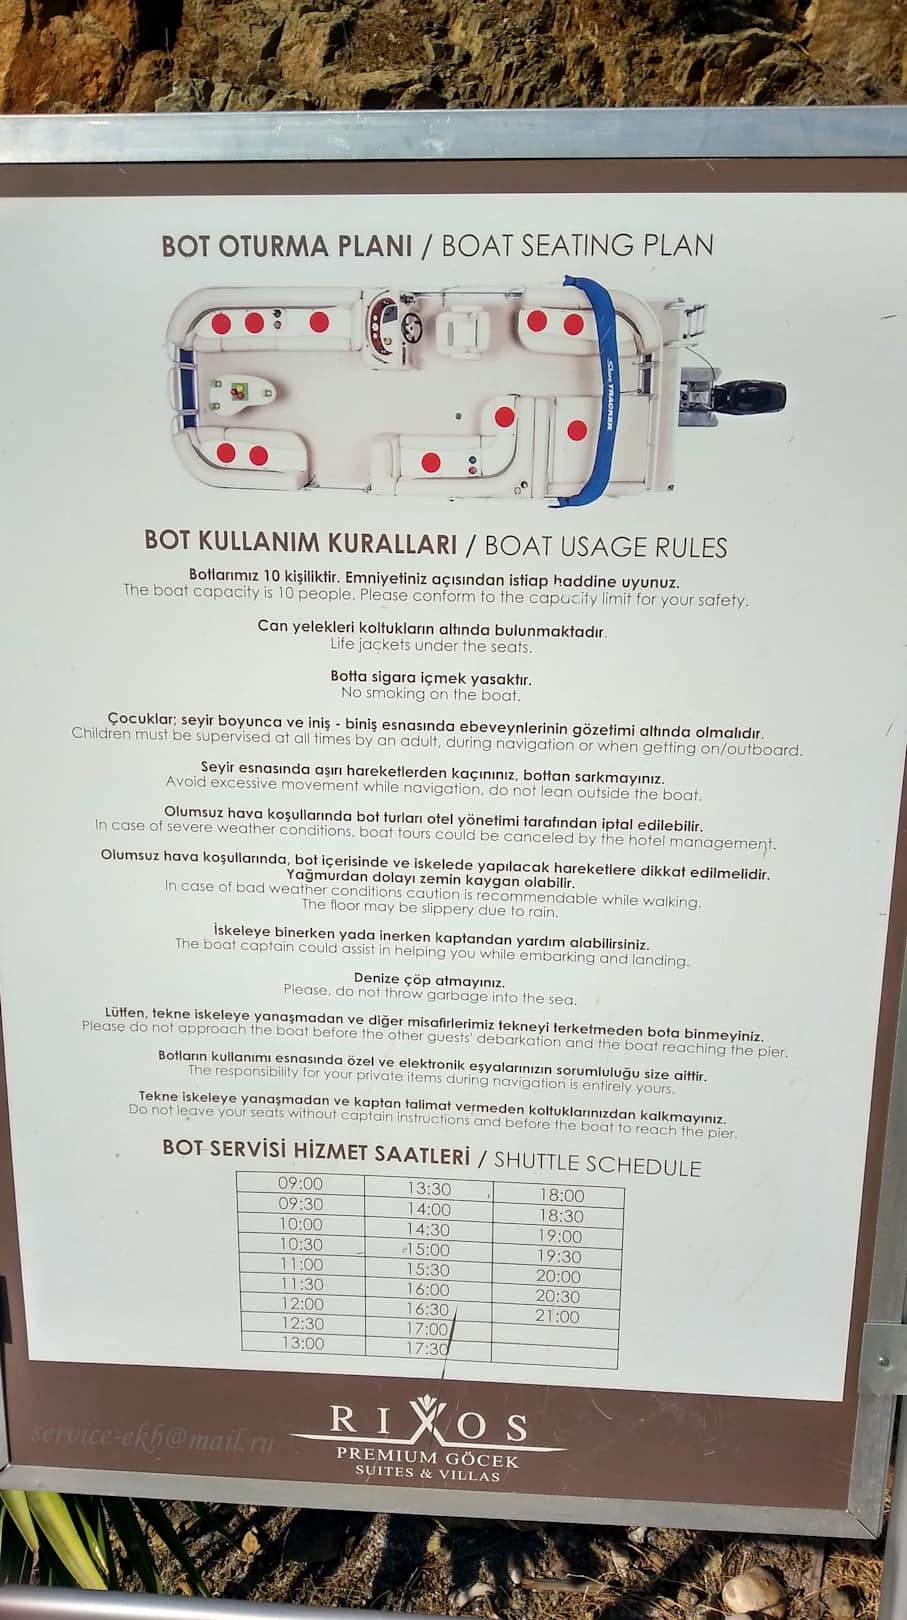 BOT OTURMA PLANI / BOAT SEATING PLAN
Sun TRACKER
BOT KULLANIM KURALLARI / BOAT USAGE RULES
Botlarımız 10 kişiliktir. Emniyetiniz açısından istiap haddine uyunuz.
The boat capacity is 10 people. Please conform to the capacity limit for your safety.
Can yelekleri koltukların altında bulunmaktadır.
Life jackets under the seats.
Botta sigara içmek yasaktır.
No smoking on the boat.
Çocuklar; seyir boyunca ve iniş - biniş esnasında ebeveynlerinin gözetimi altında olmalıdır.
Children must be supervised at all times by an adult, during navigation or when getting on/outboard.
Seyir esnasında aşırı hareketlerden kaçınınız, bottan sarkmayınız.
Avoid excessive movement while navigation, do not lean outside the boat.
Olumsuz hava koşullarında bot turları otel yönetimi tarafından iptal edilebilir.
In case of severe weather conditions, boat tours could be canceled by the hotel management.
Olumsuz hava koşullarında, bot içerisinde ve iskelede yapılacak hareketlere dikkat edilmelidir.
Yağmurdan dolayı zemin kaygan olabilir.
In case of bad weather conditions caution is recommendable while walking.
The floor may be slippery due to rain.
İskeleye binerken yada inerken kaptandan yardım alabilirsiniz.
The boat captain could assist in helping you while embarking and landing.
Denize çöp atmayınız.
Please, do not throw garbage into the sea.
Lütfen, tekne iskeleye yanaşmadan ve diğer misafirlerimiz tekneyi terketmeden bota binmeyiniz.
Please do not approach the boat before the other guests' debarkation and the boat reaching the pier.
Botların kullanımı esnasında özel ve elektronik eşyalarınızın sorumluluğu size aittir.
The responsibility for your private items during navigation is entirely yours.
Tekne iskeleye yanaşmadan ve kaptan talimat vermeden koltuklarınızdan kalkmayınız.
Do not leave your seats without captain instructions and before the boat to reach the pier.
BOT SERVİSİ HİZMET SAATLERİ / SHUTTLE SCHEDULE
09:00 13:30 18:00
09:30 14:00 18:30
10:00 14:30 19:00
10:30 15:00 19:30
11:00 15:30 20:00
11:30 16:00 20:30
12:00 16:30 21:00
12:30 17:00
13:00 17:30
RIXOS
PREMIUM GÖCEK
SUITES & VILLAS
service-ekb@mail.ru